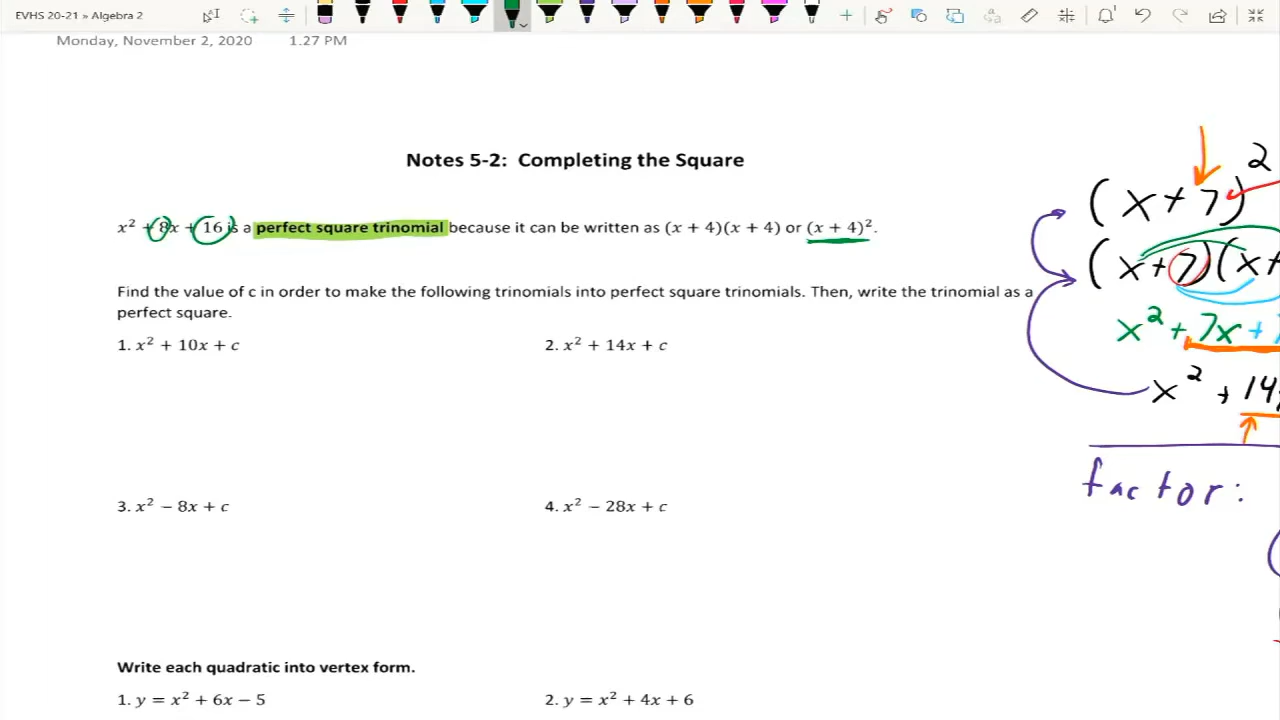 EVHS 20-21 » Algebra 2
Monday, November 2, 2020 1:27 PM
Notes 5-2: Completing the Square
x² + 8x + 16 is a perfect square trinomial because it can be written as (x + 4)(x + 4) or (x + 4)².
Find the value of c in order to make the following trinomials into perfect square trinomials. Then, write the trinomial as a
perfect square.
1. x² + 10x + c
2. x² + 14x + c
3. x² − 8x + c
4. x² − 28x + c
Write each quadratic into vertex form.
1. y = x² + 6x − 5
2. y = x² + 4x + 6
(x+7)²
(x+7)(x+
x² + 7x +
x² + 14
factor: